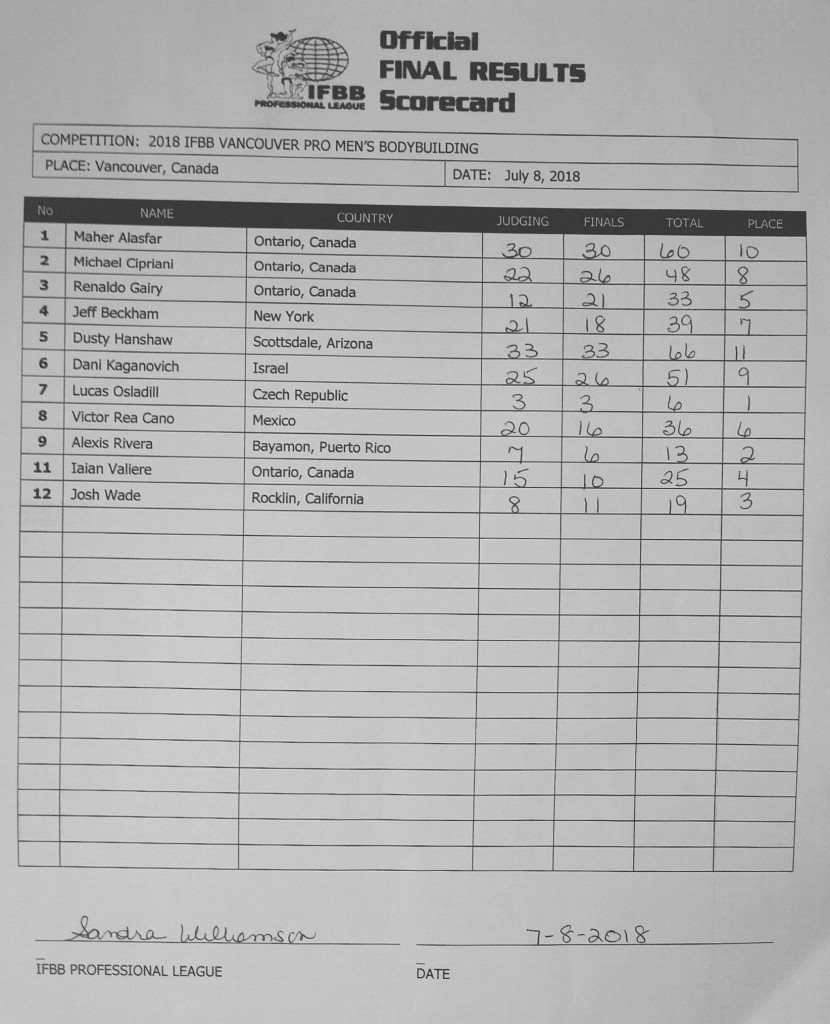 Official
FINAL RESULTS
Scorecard
IFBB
PROFESSIONAL LEAGUE
COMPETITION: 2018 IFBB VANCOUVER PRO MEN'S BODYBUILDING
PLACE: Vancouver, Canada DATE: July 8, 2018
No NAME COUNTRY JUDGING FINALS TOTAL PLACE
1 Maher Alasfar Ontario, Canada 30 30 60 10
2 Michael Cipriani Ontario, Canada 22 26 48 8
3 Renaldo Gairy Ontario, Canada 12 21 33 5
4 Jeff Beckham New York 21 18 39 7
5 Dusty Hanshaw Scottsdale, Arizona 33 33 66 11
6 Dani Kaganovich Israel 25 26 51 9
7 Lucas Osladill Czech Republic 3 3 6 1
8 Victor Rea Cano Mexico 20 16 36 6
9 Alexis Rivera Bayamon, Puerto Rico 7 6 13 2
11 Iaian Valiere Ontario, Canada 15 10 25 4
12 Josh Wade Rocklin, California 8 11 19 3
Sandra Williamson 7-8-2018
IFBB PROFESSIONAL LEAGUE DATE